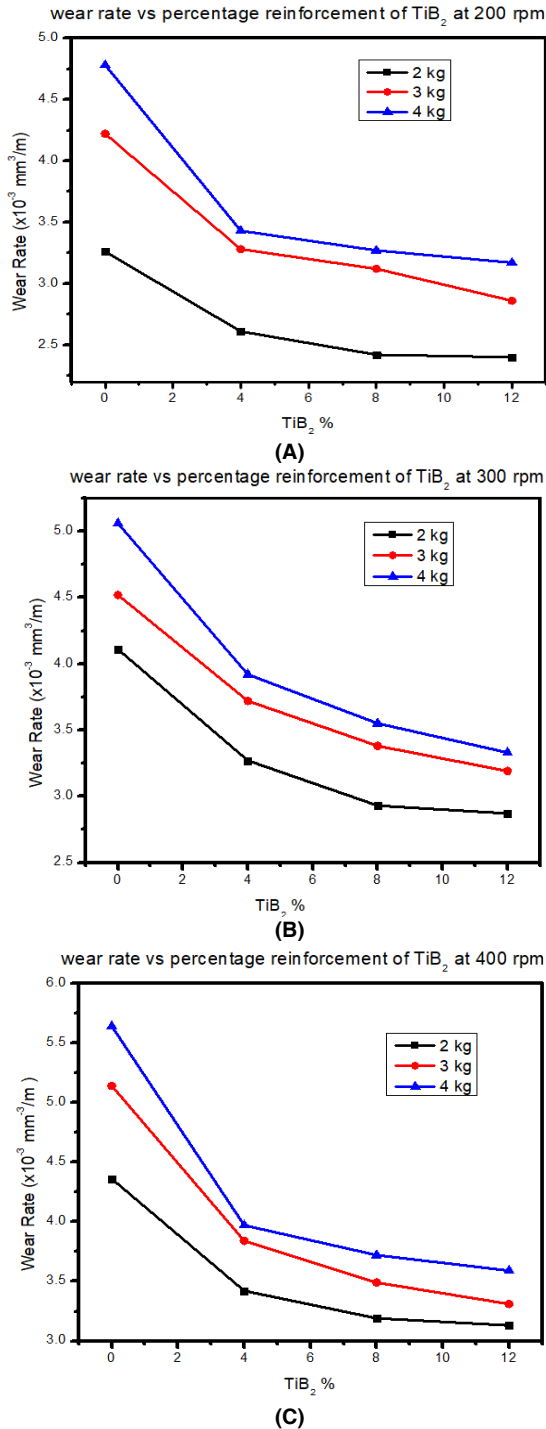 wear rate vs percentage reinforcement of TiB₂ at 200 rpm
5.0
4.5
4.0
3.5
3.0
2.5
Wear Rate (x10⁻³ mm³/m)
2 kg
3 kg
4 kg
0 2 4 6 8 10 12
TiB₂ %
(A)
wear rate vs percentage reinforcement of TiB₂ at 300 rpm
5.0
4.5
4.0
3.5
3.0
2.5
Wear Rate (x10⁻³ mm³/m)
2 kg
3 kg
4 kg
0 2 4 6 8 10 12
TiB₂ %
(B)
wear rate vs percentage reinforcement of TiB₂ at 400 rpm
6.0
5.5
5.0
4.5
4.0
3.5
3.0
Wear Rate (x10⁻³ mm⁻³/m )
2 kg
3 kg
4 kg
0 2 4 6 8 10 12
TiB₂ %
(C)